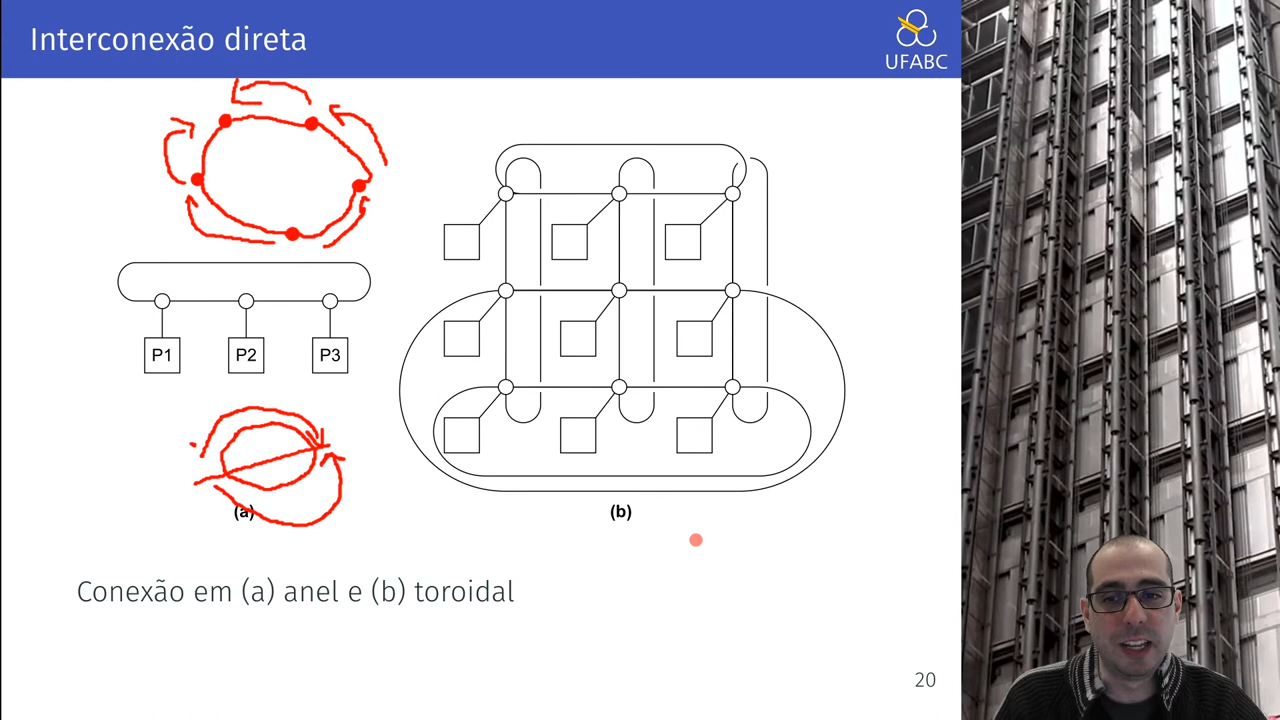 Interconexão direta
UFABC
P1
P2
P3
(a)
(b)
Conexão em (a) anel e (b) toroidal
20